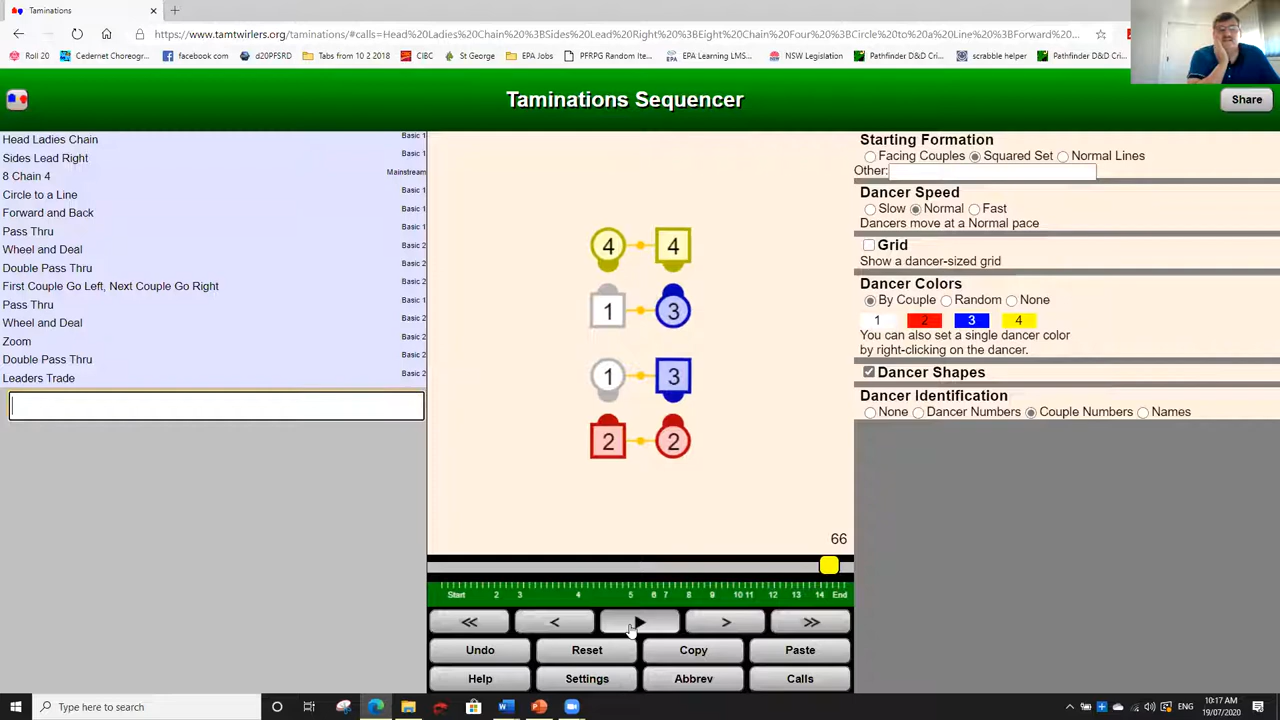 Taminations
https://www.tamtwirlers.org/taminations/#calls=Head%20Ladies%20Chain%3BSides%20Lead%20Right%20%3BEight%20Chain%20Four%20%3BCircle%20to%20a%20Line%20%3BForward%20...
Roll 20 Cedernet Choreogr... facebook.com d20PFSRD Tabs from 10 2 2018 CIBC St George EPA Jobs PFRPG Random Ite... EPA Learning LMS... NSW Legislation Pathfinder D&D Cri... scrabble helper Pathfinder D&D Cri...
Taminations Sequencer
Share
Head Ladies Chain Basic 1
Sides Lead Right Basic 1
8 Chain 4 Mainstream
Circle to a Line Basic 1
Forward and Back Basic 1
Pass Thru Basic 1
Wheel and Deal Basic 2
Double Pass Thru Basic 2
First Couple Go Left, Next Couple Go Right Basic 2
Pass Thru Basic 1
Wheel and Deal Basic 2
Zoom Basic 2
Double Pass Thru Basic 2
Leaders Trade Basic 2
4 4
1 3
1 3
2 2
66
Start 2 3 4 5 6 7 8 9 10 11 12 13 14 End
<< < > >>
Undo Reset Copy Paste
Help Settings Abbrev Calls
Starting Formation
Facing Couples Squared Set Normal Lines
Other:
Dancer Speed
Slow Normal Fast
Dancers move at a Normal pace
Grid
Show a dancer-sized grid
Dancer Colors
By Couple Random None
1 2 3 4
You can also set a single dancer color
by right-clicking on the dancer.
Dancer Shapes
Dancer Identification
None Dancer Numbers Couple Numbers Names
Type here to search
ENG
10:17 AM
19/07/2020